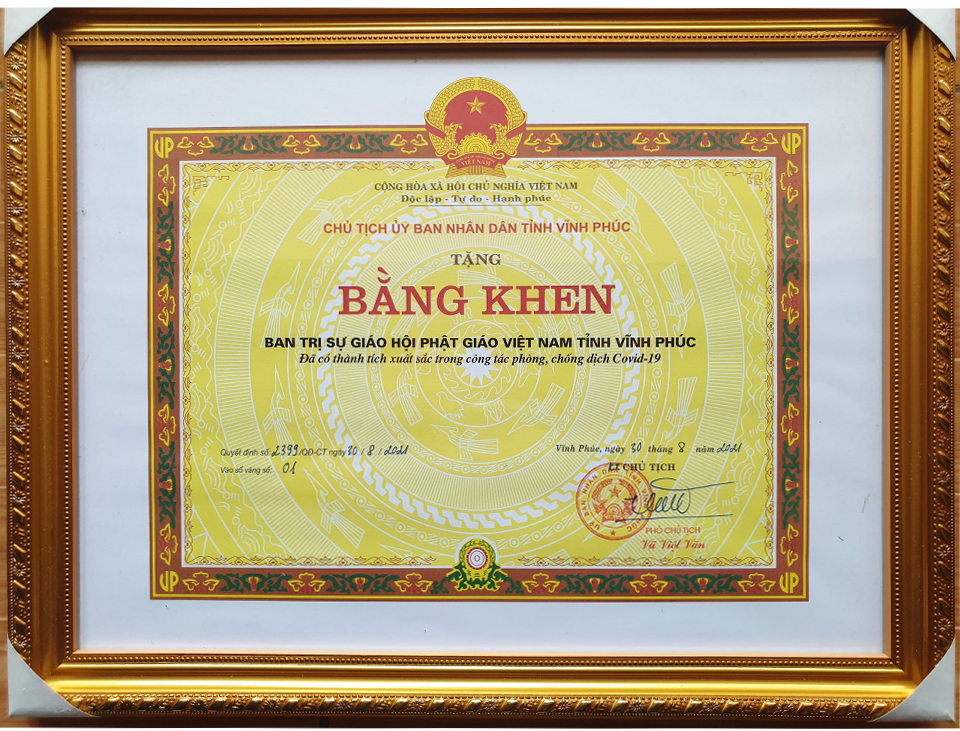 VIỆT NAM
CỘNG HÒA XÃ HỘI CHỦ NGHĨA VIỆT NAM
Độc lập - Tự do - Hạnh phúc
CHỦ TỊCH ỦY BAN NHÂN DÂN TỈNH VĨNH PHÚC
TẶNG
BẰNG KHEN
BAN TRỊ SỰ GIÁO HỘI PHẬT GIÁO VIỆT NAM TỈNH VĨNH PHÚC
Đã có thành tích xuất sắc trong công tác phòng, chống dịch Covid-19
Quyết định số: 2399/QĐ-CT ngày 30 / 8 / 2021
Vào sổ vàng số: 01
Vĩnh Phúc, ngày 30 tháng 8 năm 2021
KT CHỦ TỊCH
PHÓ CHỦ TỊCH
Vũ Việt Văn